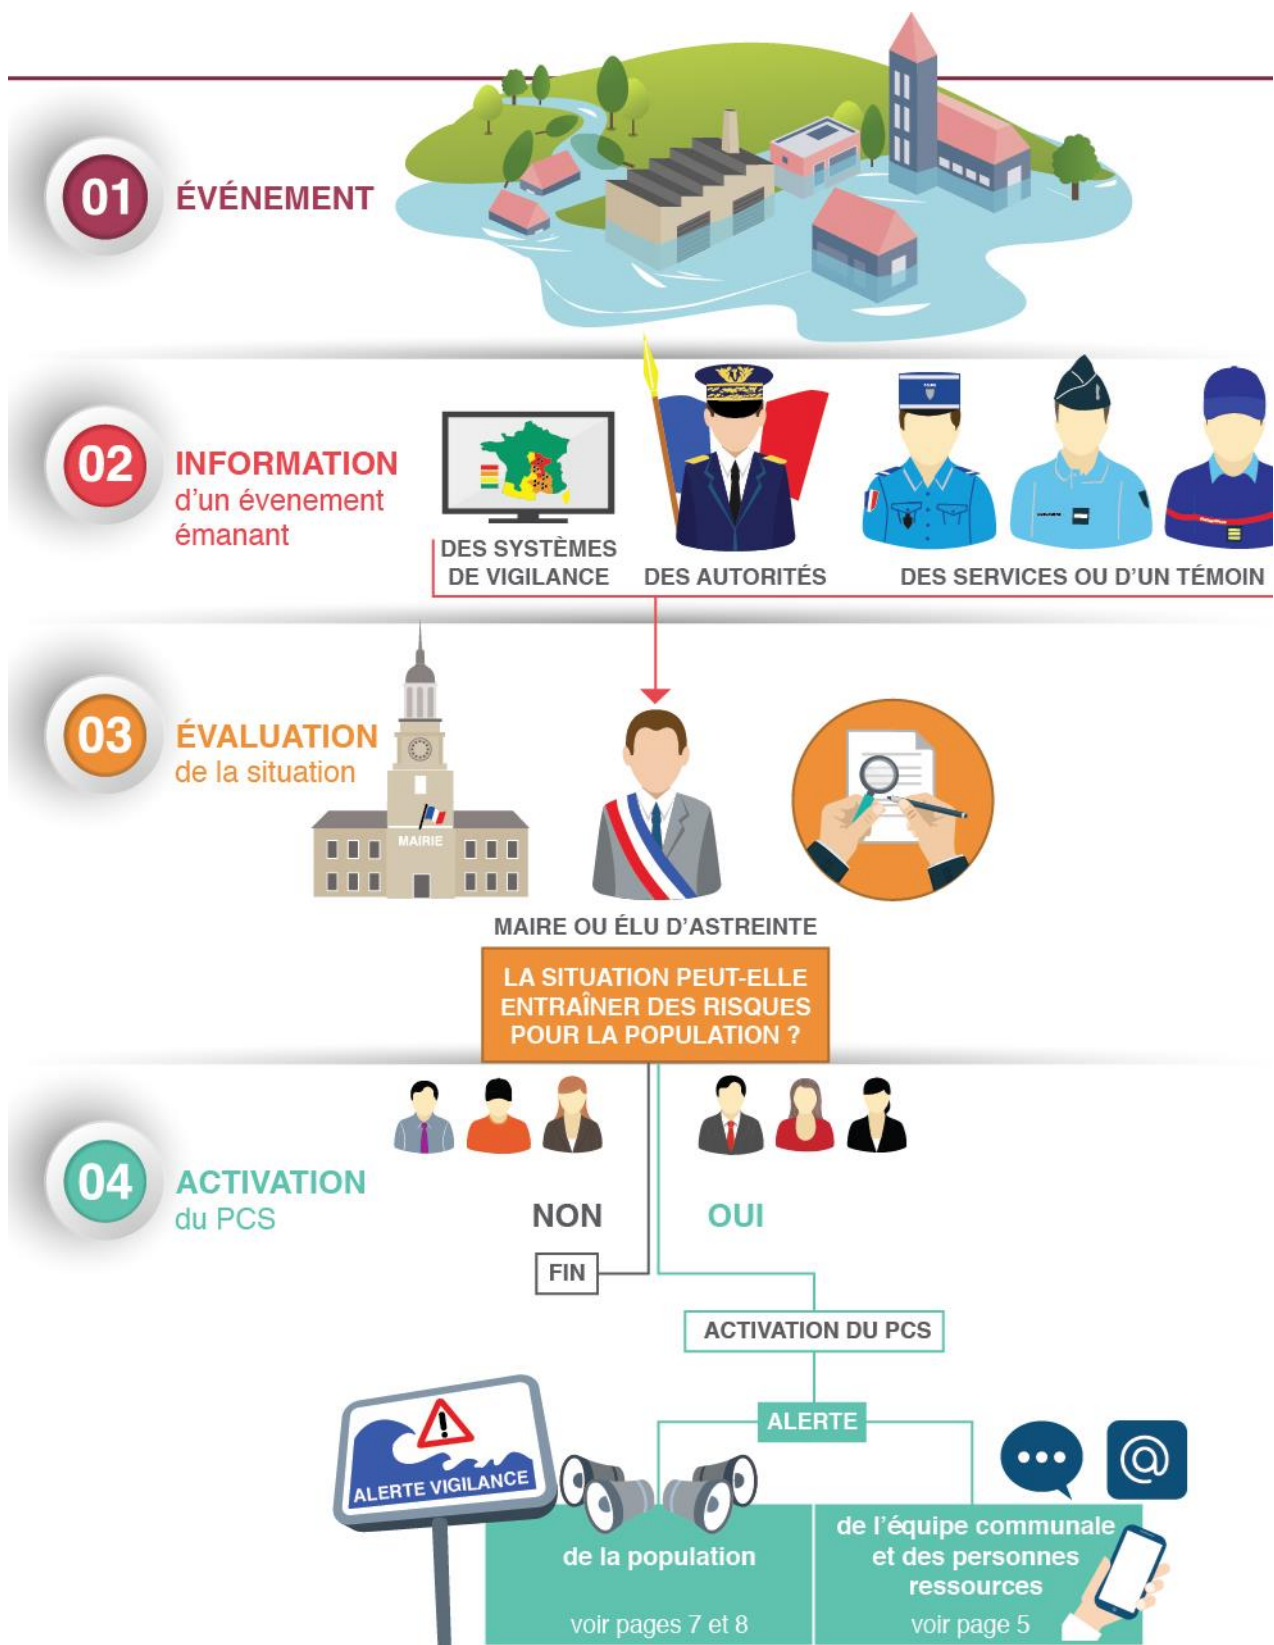 01
ÉVÉNEMENT
02
INFORMATION
d'un évenement
émanant
DES SYSTÈMES
DE VIGILANCE
DES AUTORITÉS
DES SERVICES OU D'UN TÉMOIN
03
ÉVALUATION
de la situation
MAIRIE
MAIRE OU ÉLU D'ASTREINTE
LA SITUATION PEUT-ELLE
ENTRAÎNER DES RISQUES
POUR LA POPULATION ?
04
ACTIVATION
du PCS
NON
OUI
FIN
ACTIVATION DU PCS
ALERTE
ALERTE VIGILANCE
@
de la population
voir pages 7 et 8
de l'équipe communale
et des personnes
ressources
voir page 5